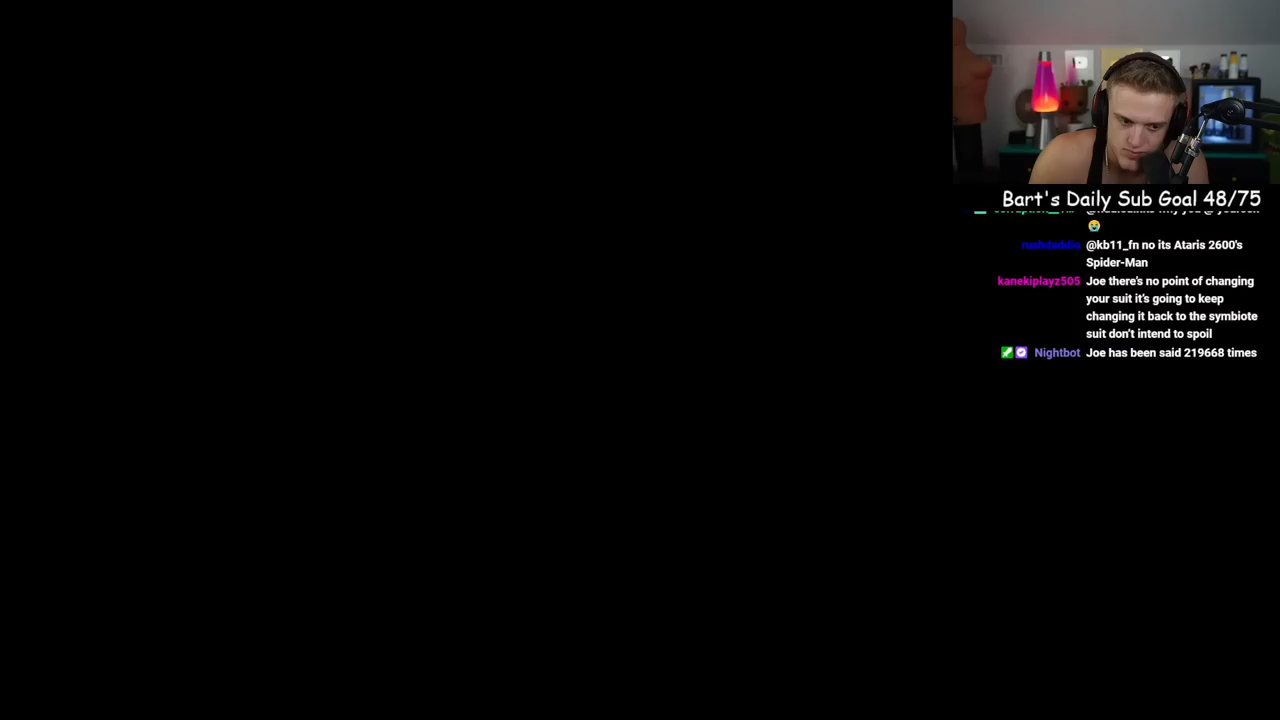 Bart's Daily Sub Goal 48/75
rushdaddio @kb11_fn no its Ataris 2600's
Spider-Man
kanekiplayz505 Joe there's no point of changing
your suit it's going to keep
changing it back to the symbiote
suit don't intend to spoil
Nightbot Joe has been said 219668 times